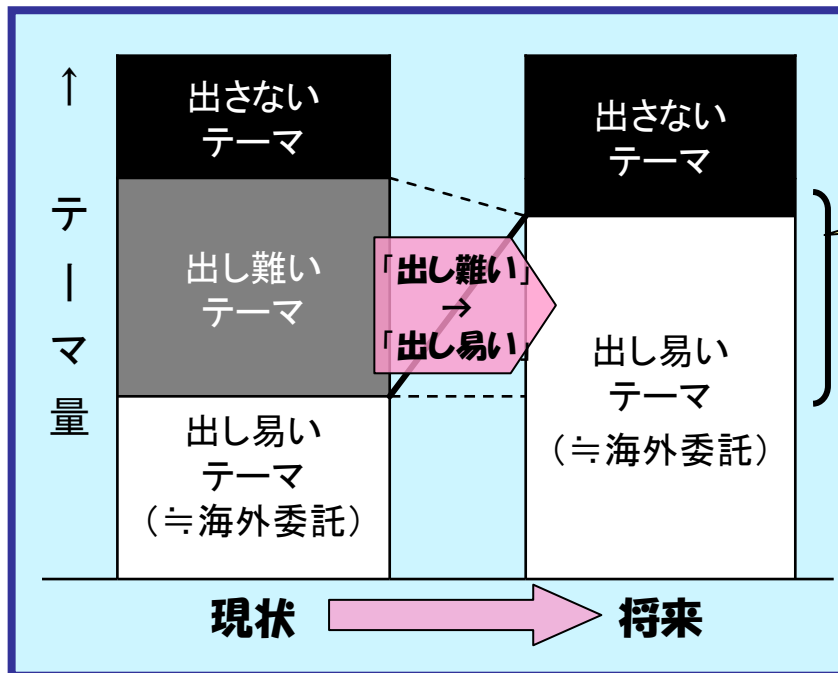 ↑ テーマ量
出さない
テーマ
出し難い
テーマ
出し易い
テーマ
（≒海外委託）
「出し難い」
→
「出し易い」
出さない
テーマ
出し易い
テーマ
（≒海外委託）
現状
将来